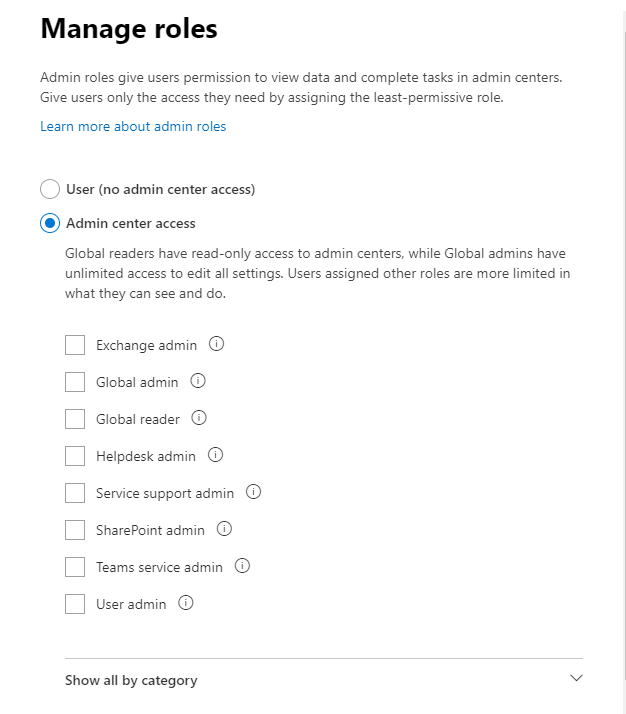 Manage roles
Admin roles give users permission to view data and complete tasks in admin centers.
Give users only the access they need by assigning the least-permissive role.
Learn more about admin roles
User (no admin center access)
Admin center access
Global readers have read-only access to admin centers, while Global admins have
unlimited access to edit all settings. Users assigned other roles are more limited in
what they can see and do.
Exchange admin
Global admin
Global reader
Helpdesk admin
Service support admin
SharePoint admin
Teams service admin
User admin
Show all by category